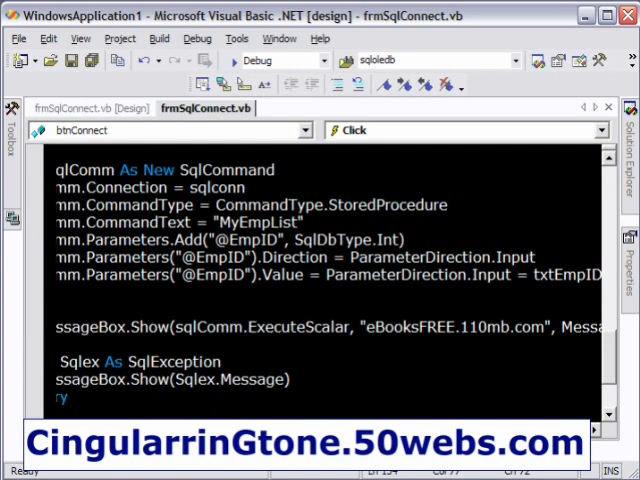 WindowsApplication1 - Microsoft Visual Basic .NET [design] - frmSqlConnect.vb
File Edit View Project Build Debug Tools Window Help
Debug sqloledb
frmSqlConnect.vb [Design] frmSqlConnect.vb
btnConnect Click
Toolbox
Solution Explorer
Properties
qlComm As New SqlCommand
mm.Connection = sqlconn
mm.CommandType = CommandType.StoredProcedure
mm.CommandText = "MyEmpList"
mm.Parameters.Add("@EmpID", SqlDbType.Int)
mm.Parameters("@EmpID").Direction = ParameterDirection.Input
mm.Parameters("@EmpID").Value = ParameterDirection.Input = txtEmpID
ssageBox.Show(sqlComm.ExecuteScalar, "eBooksFREE.110mb.com", Messa
Sqlex As SqlException
ssageBox.Show(Sqlex.Message)
ry
CingularrinGtone.50webs.com
Ready INS